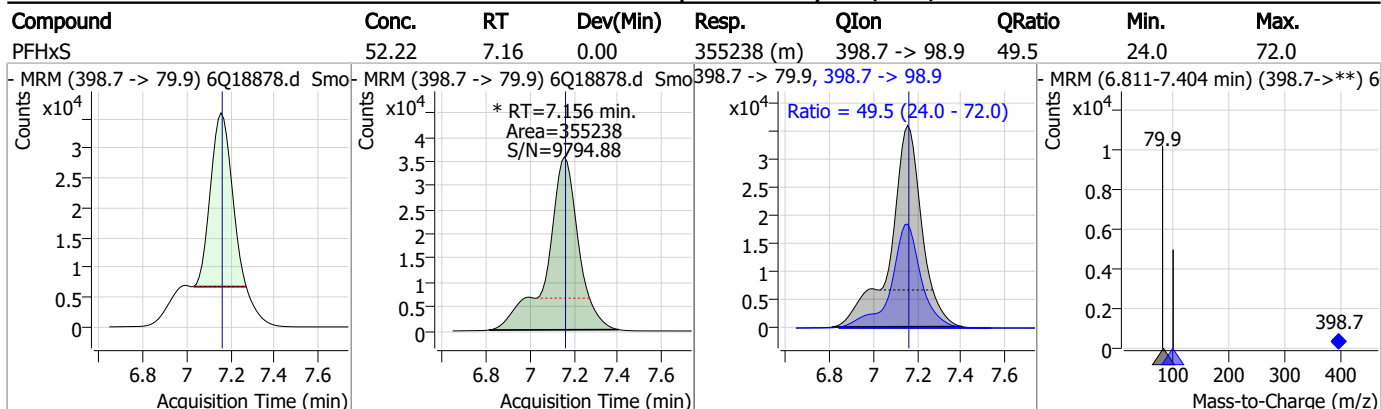 Compound Conc. RT Dev(Min) Resp. QIon QRatio Min. Max.
PFHxS 52.22 7.16 0.00 355238 (m) 398.7 -> 98.9 49.5 24.0 72.0
- MRM (398.7 -> 79.9) 6Q18878.d Smo
Counts
x10⁴
3
2.5
2
1.5
1
0.5
0
6.8 7 7.2 7.4 7.6
Acquisition Time (min)
- MRM (398.7 -> 79.9) 6Q18878.d Smo
Counts
x10⁴
* RT=7.156 min.
Area=355238
S/N=9794.88
4
3.5
3
2.5
2
1.5
1
0.5
0
6.8 7 7.2 7.4 7.6
Acquisition Time (min)
398.7 -> 79.9, 398.7 -> 98.9
x10⁴
Ratio = 49.5 (24.0 - 72.0)
3
2.5
2
1.5
1
0.5
0
6.8 7 7.2 7.4 7.6
Acquisition Time (min)
- MRM (6.811-7.404 min) (398.7->**) 6
Counts
x10⁴
79.9
1
0.8
0.6
0.4
0.2
0
398.7
100 200 300 400
Mass-to-Charge (m/z)